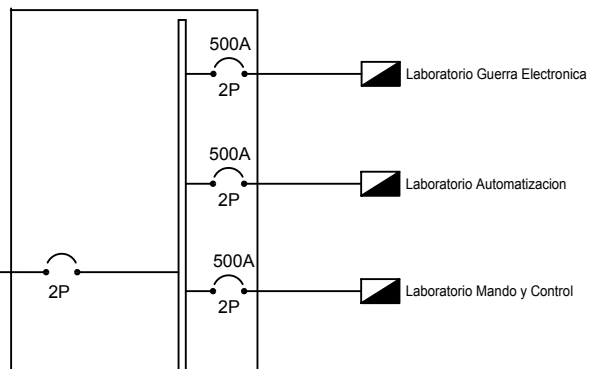 500A
2P
Laboratorio Guerra Electronica
500A
2P
Laboratorio Automatizacion
2P
500A
2P
Laboratorio Mando y Control